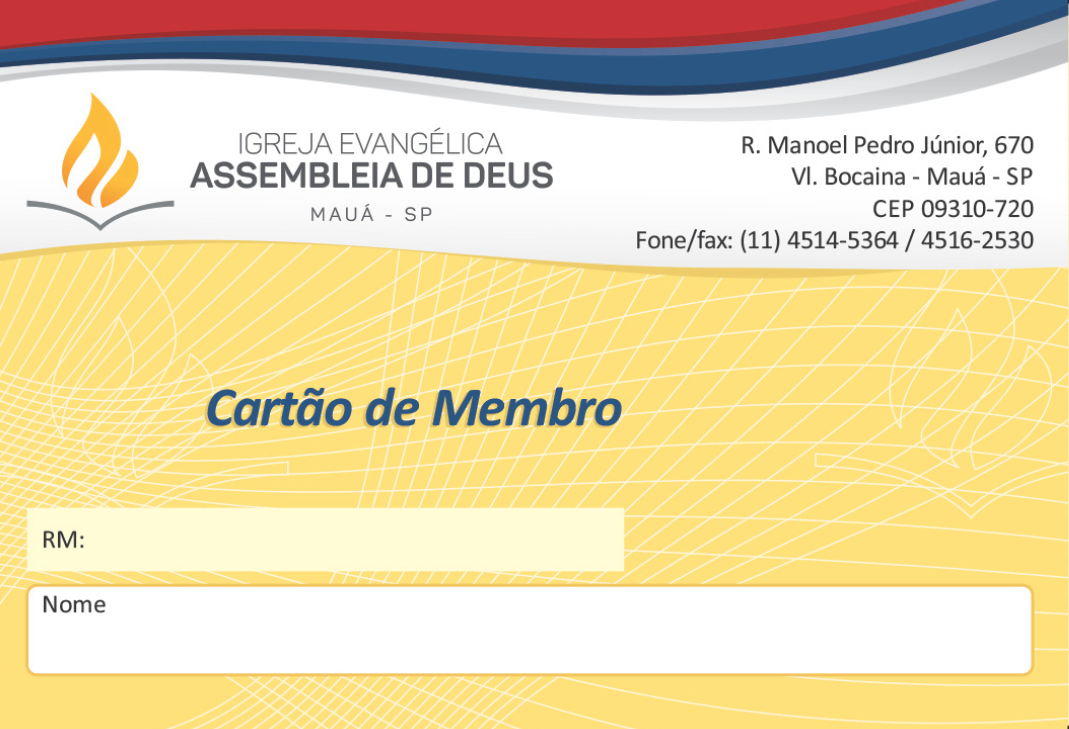 IGREJA EVANGÉLICA
ASSEMBLEIA DE DEUS
MAUÁ - SP
R. Manoel Pedro Júnior, 670
Vl. Bocaina - Mauá - SP
CEP 09310-720
Fone/fax: (11) 4514-5364 / 4516-2530
Cartão de Membro
RM:
Nome